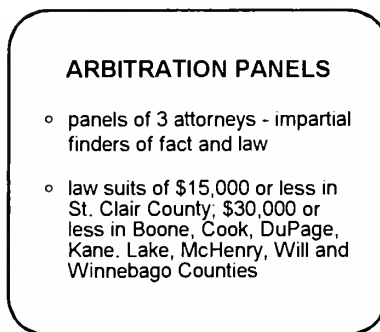 ARBITRATION PANELS
◦ panels of 3 attorneys - impartial
finders of fact and law
◦ law suits of $15,000 or less in
St. Clair County; $30,000 or
less in Boone, Cook, DuPage,
Kane. Lake, McHenry, Will and
Winnebago Counties